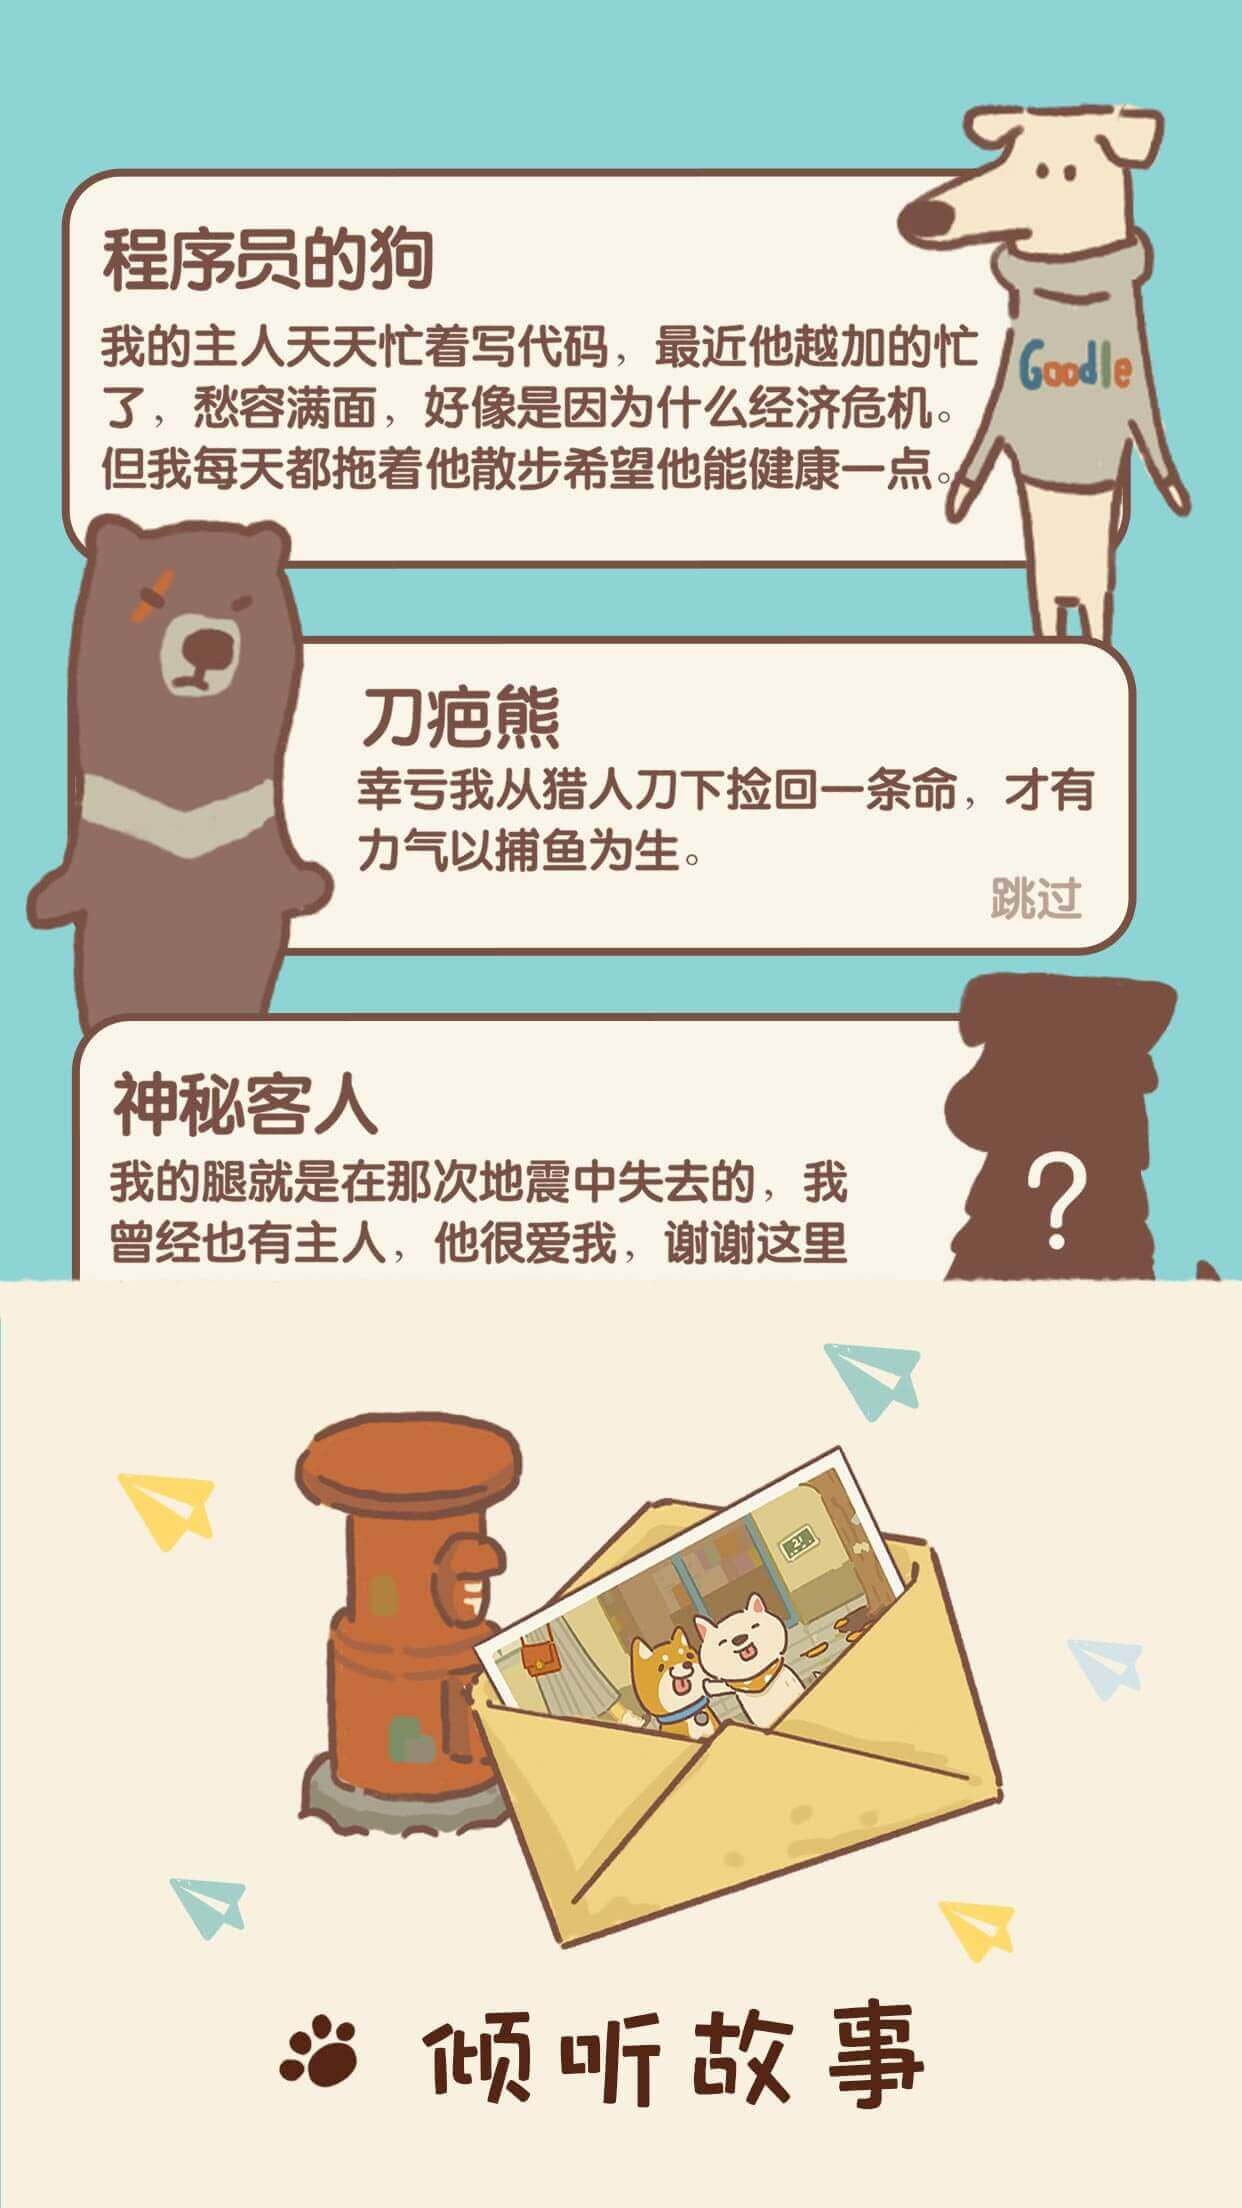 程序员的狗
我的主人天天忙着写代码，最近他越加的忙
了，愁容满面，好像是因为什么经济危机。
但我每天都拖着他散步希望他能健康一点。
Goodle
刀疤熊
幸亏我从猎人刀下捡回一条命，才有
力气以捕鱼为生。
跳过
神秘客人
我的腿就是在那次地震中失去的，我
曾经也有主人，他很爱我，谢谢这里
?
倾听故事